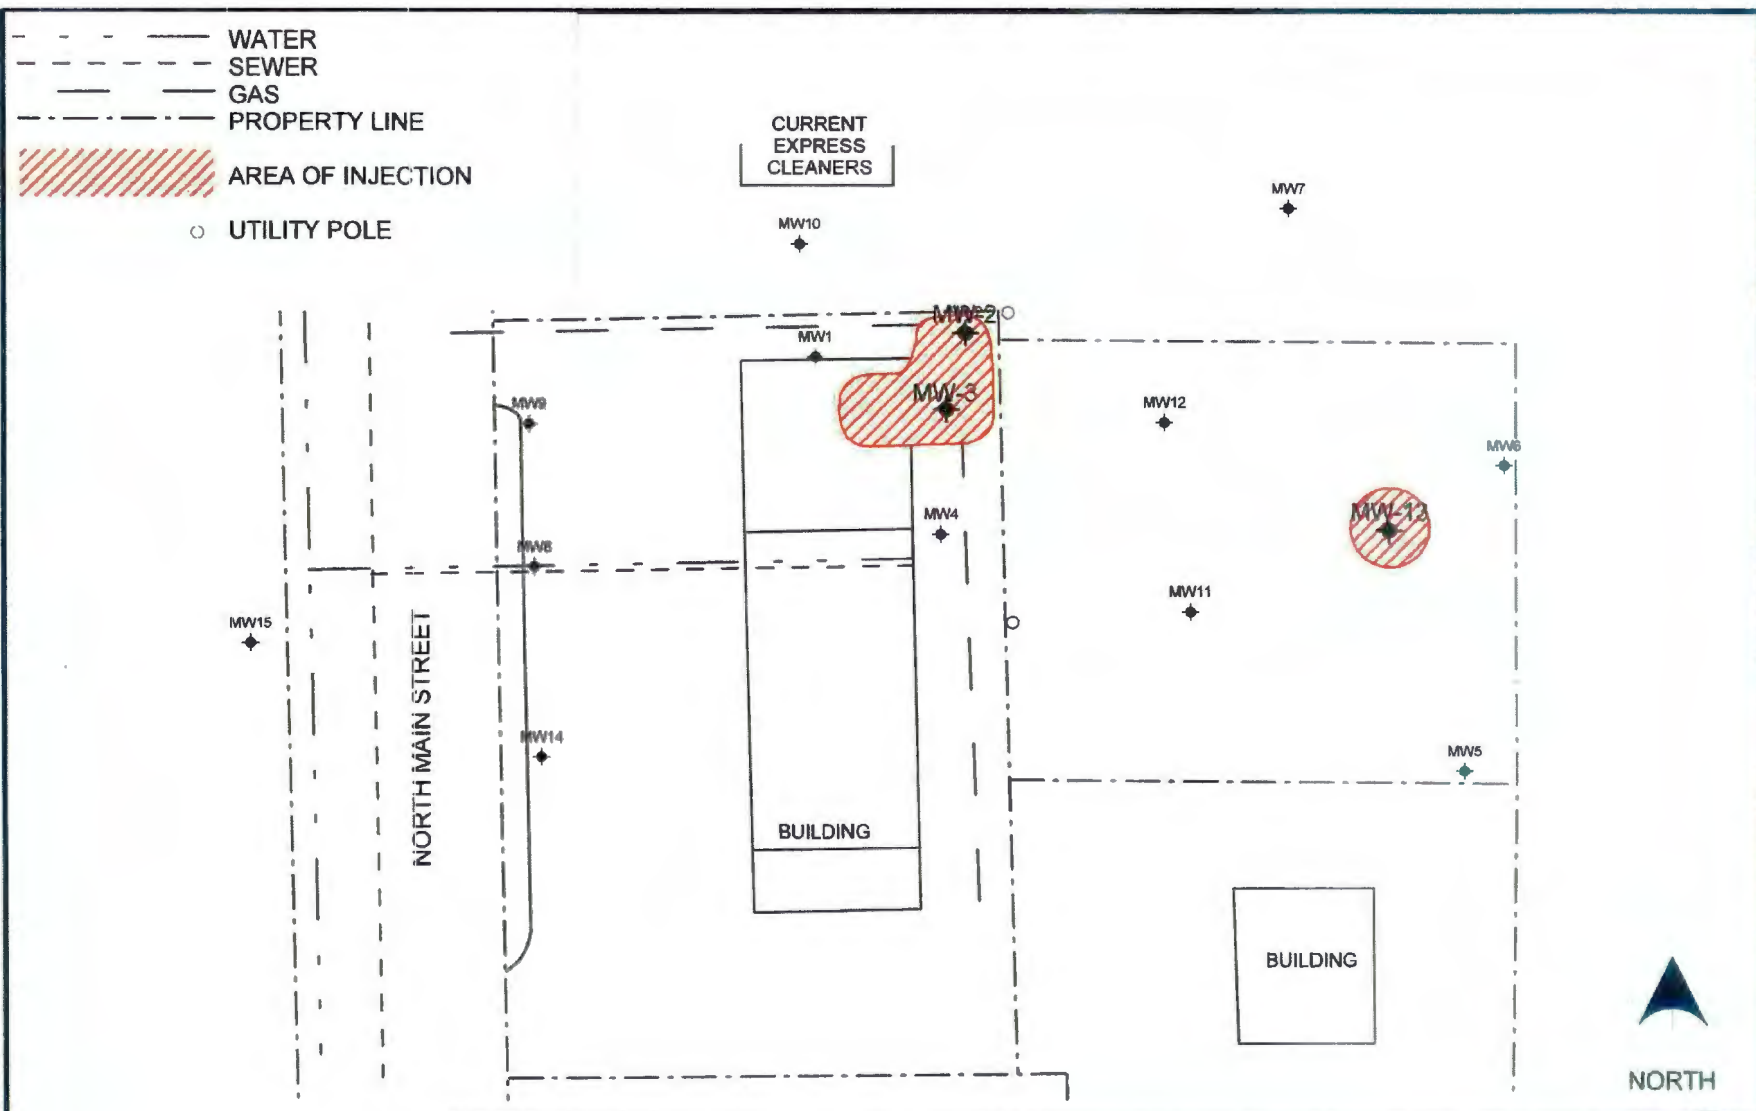 WATER
SEWER
GAS
PROPERTY LINE
AREA OF INJECTION
UTILITY POLE
CURRENT
EXPRESS
CLEANERS
MW7
MW10
MW-2
MW1
MW-3
MW9
MW12
MW6
MW-13
MW4
MW8
MW11
MW15
NORTH MAIN STREET
MW14
MW5
BUILDING
BUILDING
NORTH